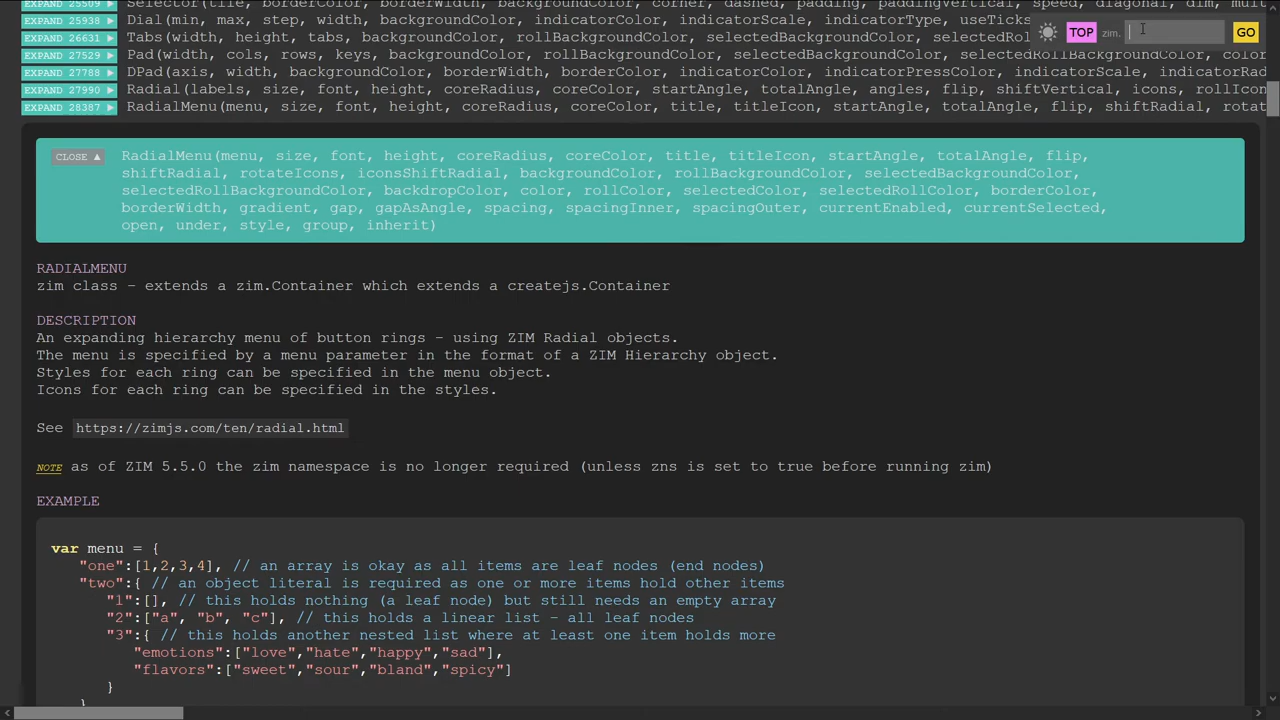 EXPAND 25509 ▶ Selector(tile, borderColor, borderWidth, backgroundColor, corner, dashed, padding, paddingVertical, speed, diagonal, dim, mult
EXPAND 25938 ▶ Dial(min, max, step, width, backgroundColor, indicatorColor, indicatorScale, indicatorType, useTicks
TOP zim. GO
EXPAND 26631 ▶ Tabs(width, height, tabs, backgroundColor, rollBackgroundColor, selectedBackgroundColor, selectedRol
EXPAND 27529 ▶ Pad(width, cols, rows, keys, backgroundColor, rollBackgroundColor, selectedBackgroundColor, selectedRollBackgroundColor, color
EXPAND 27788 ▶ DPad(axis, width, backgroundColor, borderWidth, borderColor, indicatorColor, indicatorPressColor, indicatorScale, indicatorRad
EXPAND 27990 ▶ Radial(labels, size, font, height, coreRadius, coreColor, startAngle, totalAngle, angles, flip, shiftVertical, icons, rollIcon
EXPAND 28387 ▶ RadialMenu(menu, size, font, height, coreRadius, coreColor, title, titleIcon, startAngle, totalAngle, flip, shiftRadial, rotat
CLOSE ▲ RadialMenu(menu, size, font, height, coreRadius, coreColor, title, titleIcon, startAngle, totalAngle, flip,
shiftRadial, rotateIcons, iconsShiftRadial, backgroundColor, rollBackgroundColor, selectedBackgroundColor,
selectedRollBackgroundColor, backdropColor, color, rollColor, selectedColor, selectedRollColor, borderColor,
borderWidth, gradient, gap, gapAsAngle, spacing, spacingInner, spacingOuter, currentEnabled, currentSelected,
open, under, style, group, inherit)
RADIALMENU
zim class - extends a zim.Container which extends a createjs.Container
DESCRIPTION
An expanding hierarchy menu of button rings - using ZIM Radial objects.
The menu is specified by a menu parameter in the format of a ZIM Hierarchy object.
Styles for each ring can be specified in the menu object.
Icons for each ring can be specified in the styles.
See https://zimjs.com/ten/radial.html
NOTE as of ZIM 5.5.0 the zim namespace is no longer required (unless zns is set to true before running zim)
EXAMPLE
var menu = {
"one":[1,2,3,4], // an array is okay as all items are leaf nodes (end nodes)
"two":{ // an object literal is required as one or more items hold other items
"1":[], // this holds nothing (a leaf node) but still needs an empty array
"2":["a", "b", "c"], // this holds a linear list - all leaf nodes
"3":{ // this holds another nested list where at least one item holds more
"emotions":["love","hate","happy","sad"],
"flavors":["sweet","sour","bland","spicy"]
}
}